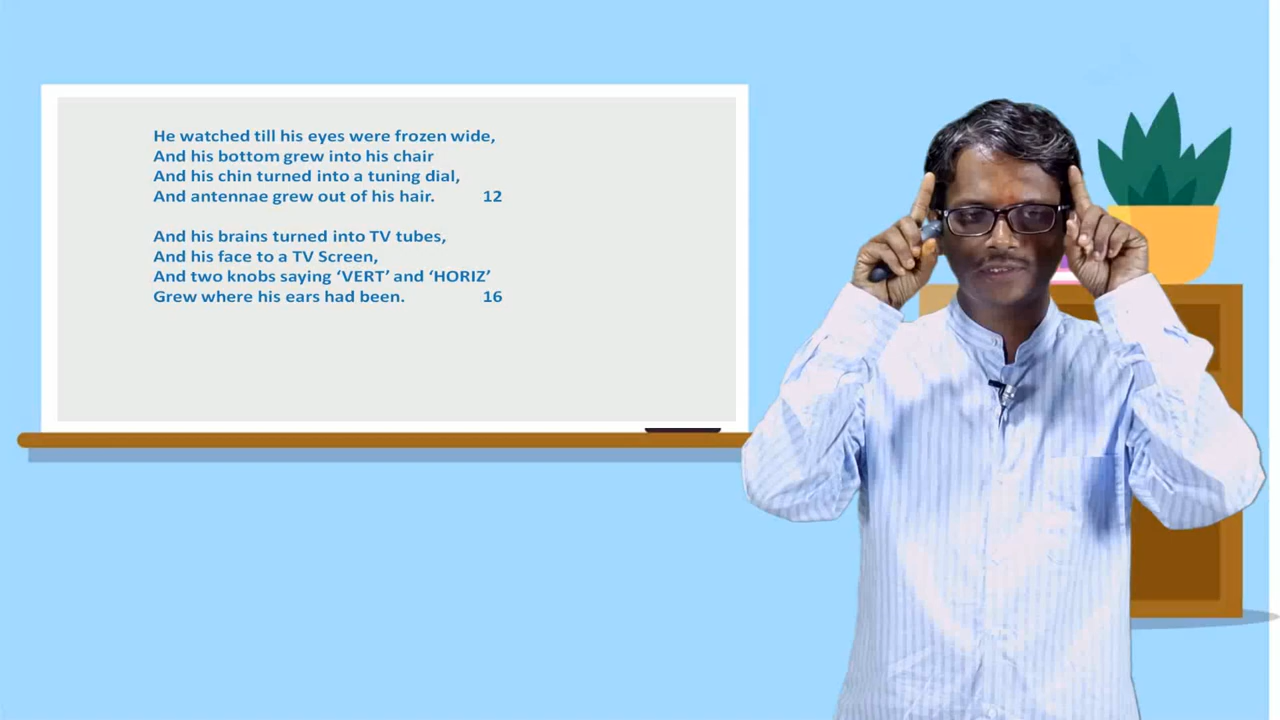 He watched till his eyes were frozen wide,
And his bottom grew into his chair
And his chin turned into a tuning dial,
And antennae grew out of his hair. 12
And his brains turned into TV tubes,
And his face to a TV Screen,
And two knobs saying ‘VERT’ and ‘HORIZ’
Grew where his ears had been. 16